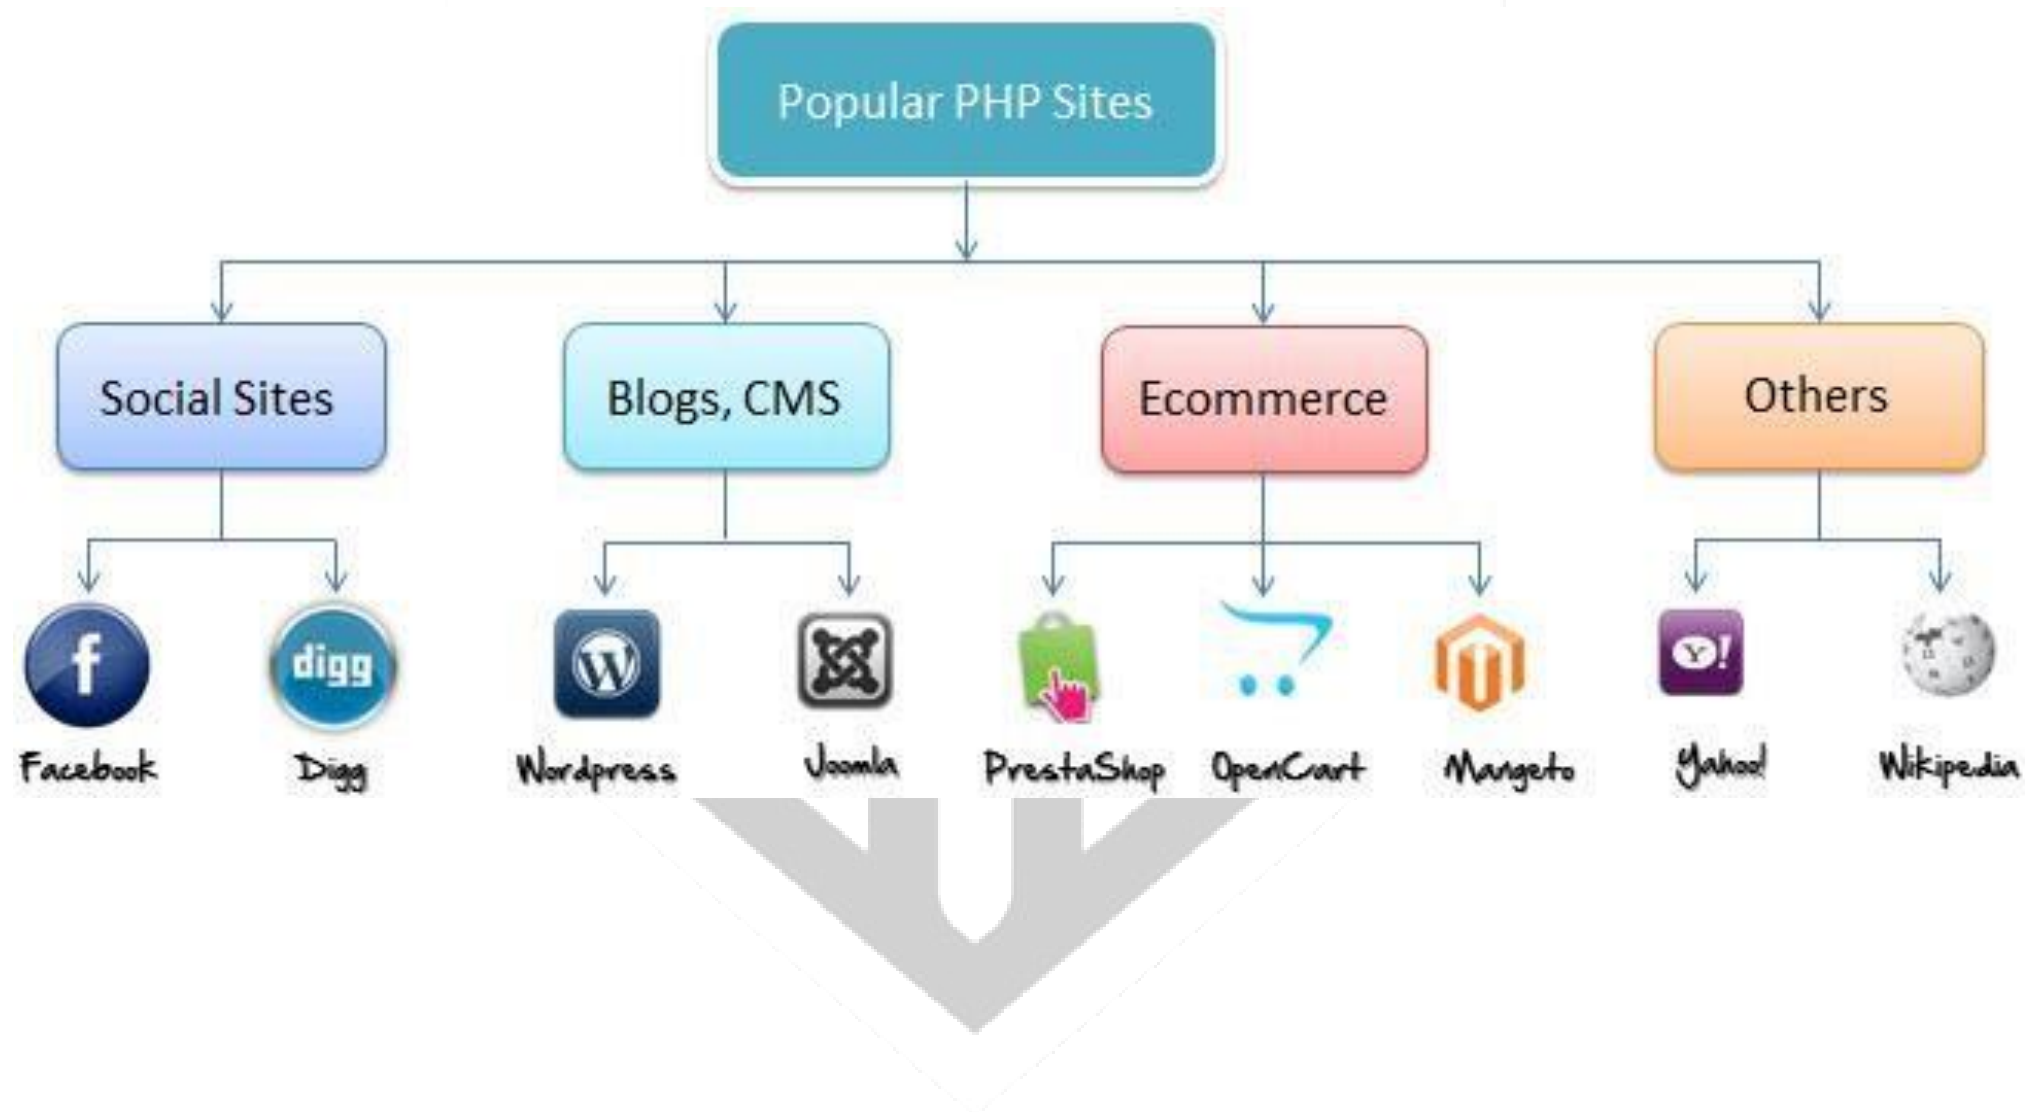 Popular PHP Sites
Social Sites
Blogs, CMS
Ecommerce
Others
f
digg
W
Y!
Facebook
Digg
Wordpress
Joomla
PrestaShop
OpenCart
Mangeto
Yahoo!
Wikipedia